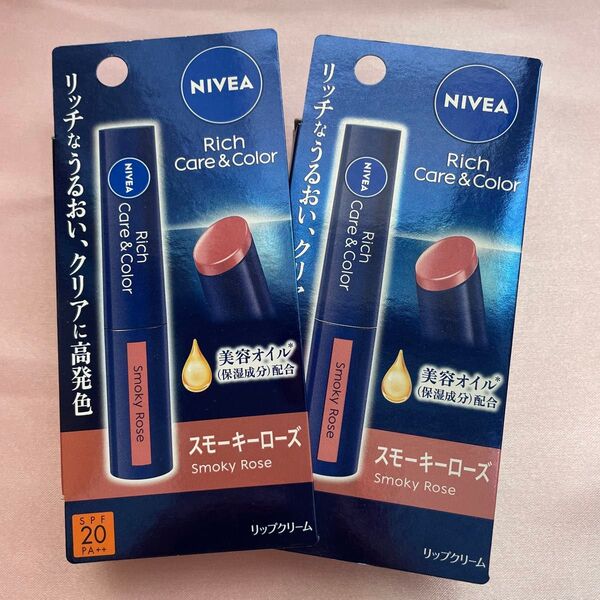 NIVEA
Rich
Care & Color
リッチなうるおい、クリアに高発色
NIVEA
Rich
Care & Color
Smoky Rose
美容オイル*
(保湿成分)配合
スモーキーローズ
Smoky Rose
SPF
20
PA++
リップクリーム
NIVEA
Rich
Care & Color
リッチなうるおい、クリ
NIVEA
Rich
Care & Color
Smoky Rose
美容オイル*
(保湿成分)配合
スモーキーローズ
Smoky Rose
リップクリーム